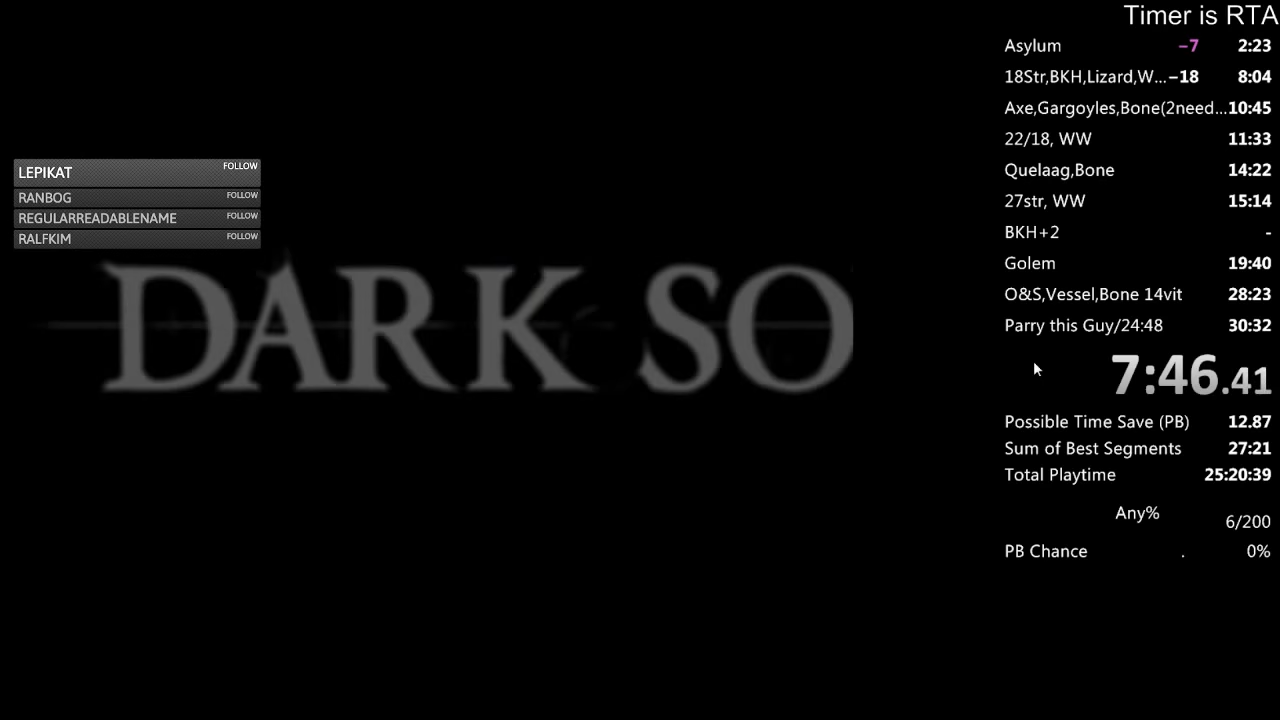 Timer is RTA
Asylum −7 2:23
18Str,BKH,Lizard,W... −18 8:04
Axe,Gargoyles,Bone(2need... 10:45
22/18, WW 11:33
Quelaag,Bone 14:22
27str, WW 15:14
BKH+2 -
Golem 19:40
O&S,Vessel,Bone 14vit 28:23
Parry this Guy/24:48 30:32
7:46.41
Possible Time Save (PB) 12.87
Sum of Best Segments 27:21
Total Playtime 25:20:39
Any% 6/200
PB Chance . 0%
LEPIKAT FOLLOW
RANBOG FOLLOW
REGULARREADABLENAME FOLLOW
RALFKIM FOLLOW
DARK SO